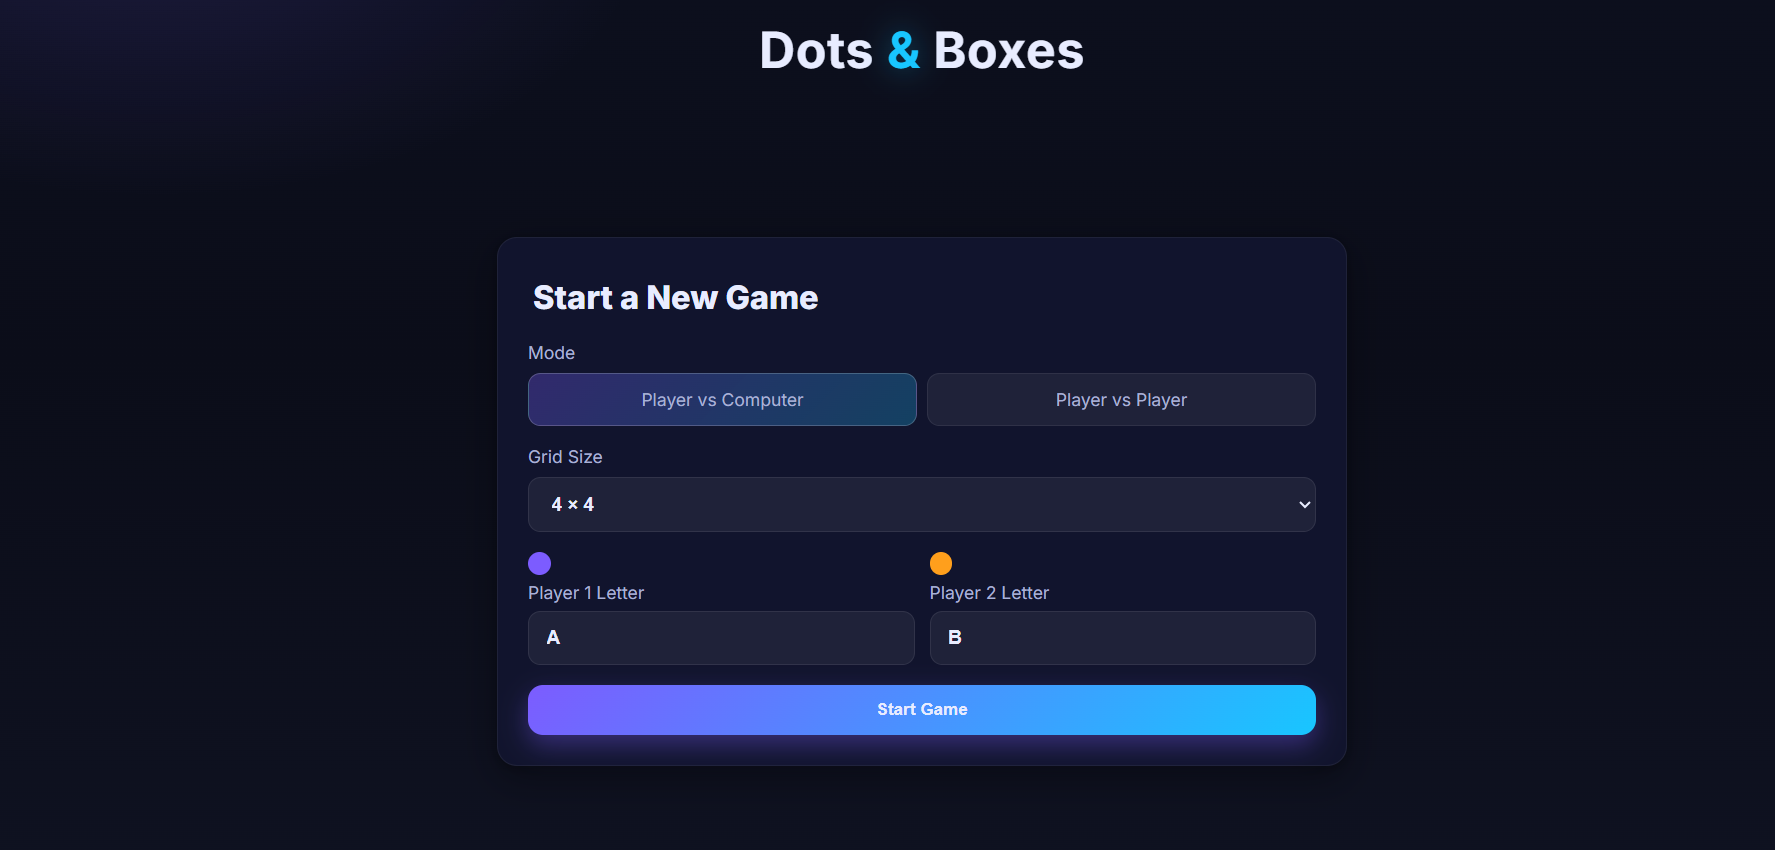 Dots & Boxes
Start a New Game
Mode
Player vs Computer
Player vs Player
Grid Size
4 × 4
Player 1 Letter
Player 2 Letter
A
B
Start Game